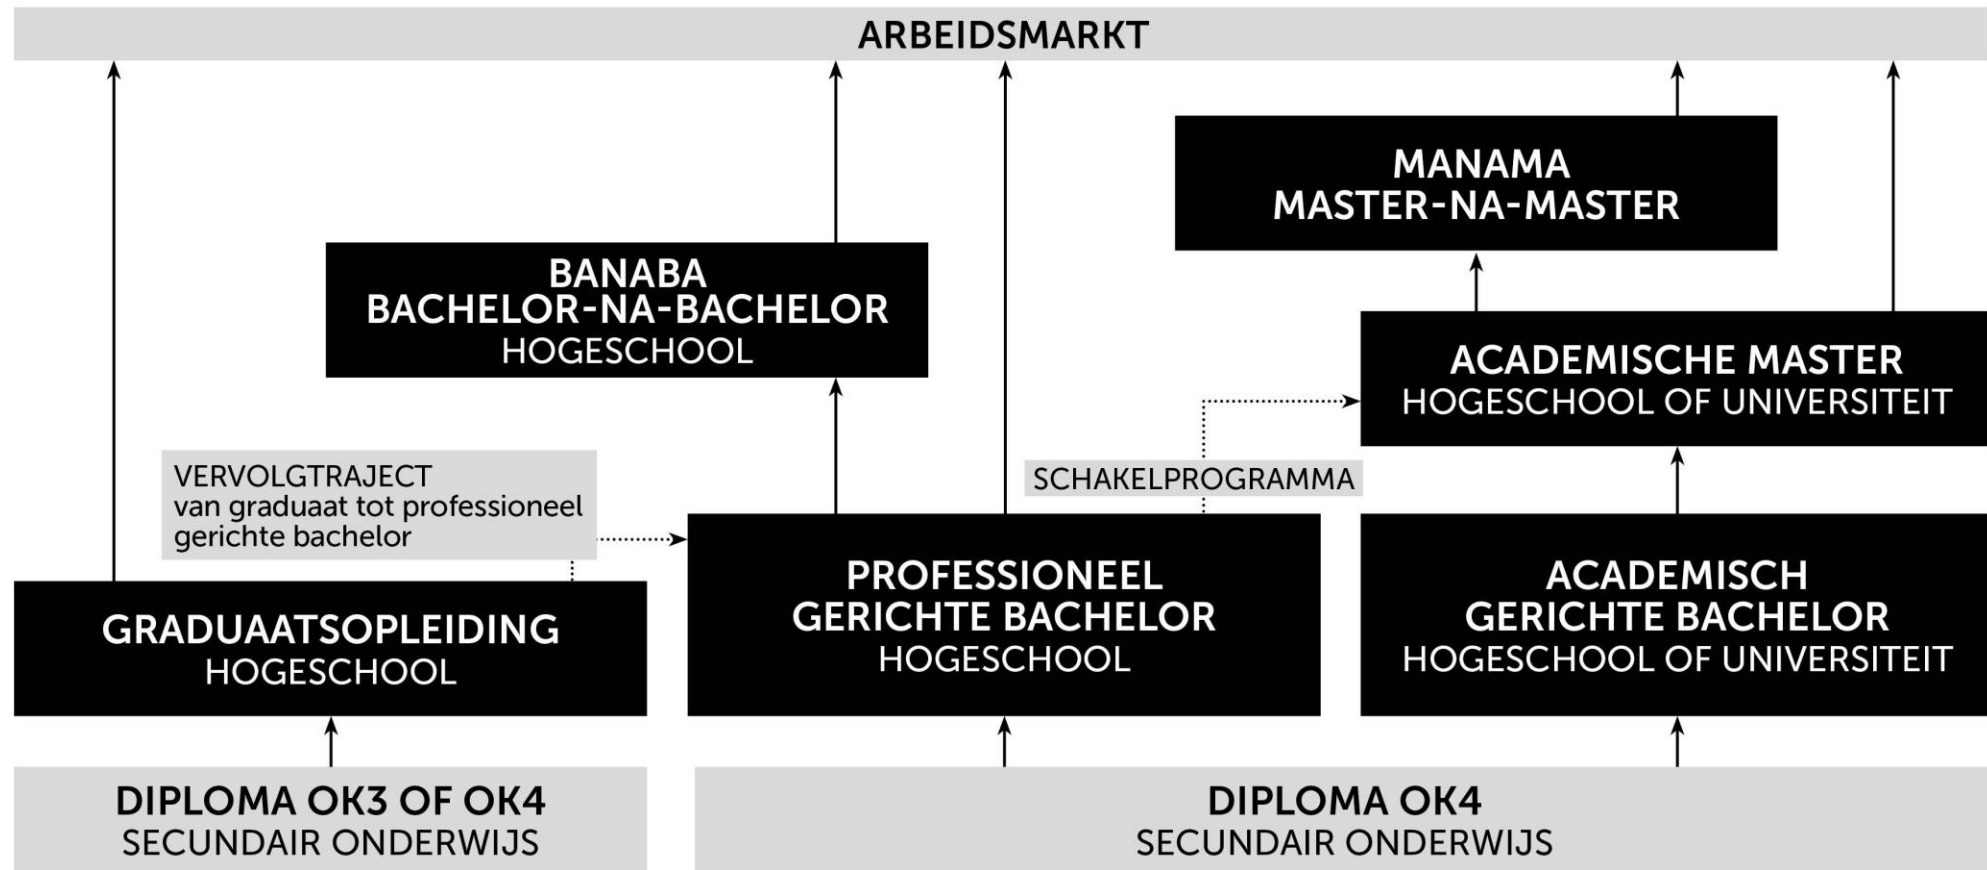 ARBEIDSMARKT
MANAMA
MASTER-NA-MASTER
BANABA
BACHELOR-NA-BACHELOR
HOGESCHOOL
ACADEMISCHE MASTER
HOGESCHOOL OF UNIVERSITEIT
VERVOLGTRAJECT
van graduaat tot professioneel
gerichte bachelor
SCHAKELPROGRAMMA
GRADUAATSOPLEIDING
HOGESCHOOL
PROFESSIONEEL
GERICHTE BACHELOR
HOGESCHOOL
ACADEMISCH
GERICHTE BACHELOR
HOGESCHOOL OF UNIVERSITEIT
DIPLOMA OK3 OF OK4
SECUNDAIR ONDERWIJS
DIPLOMA OK4
SECUNDAIR ONDERWIJS